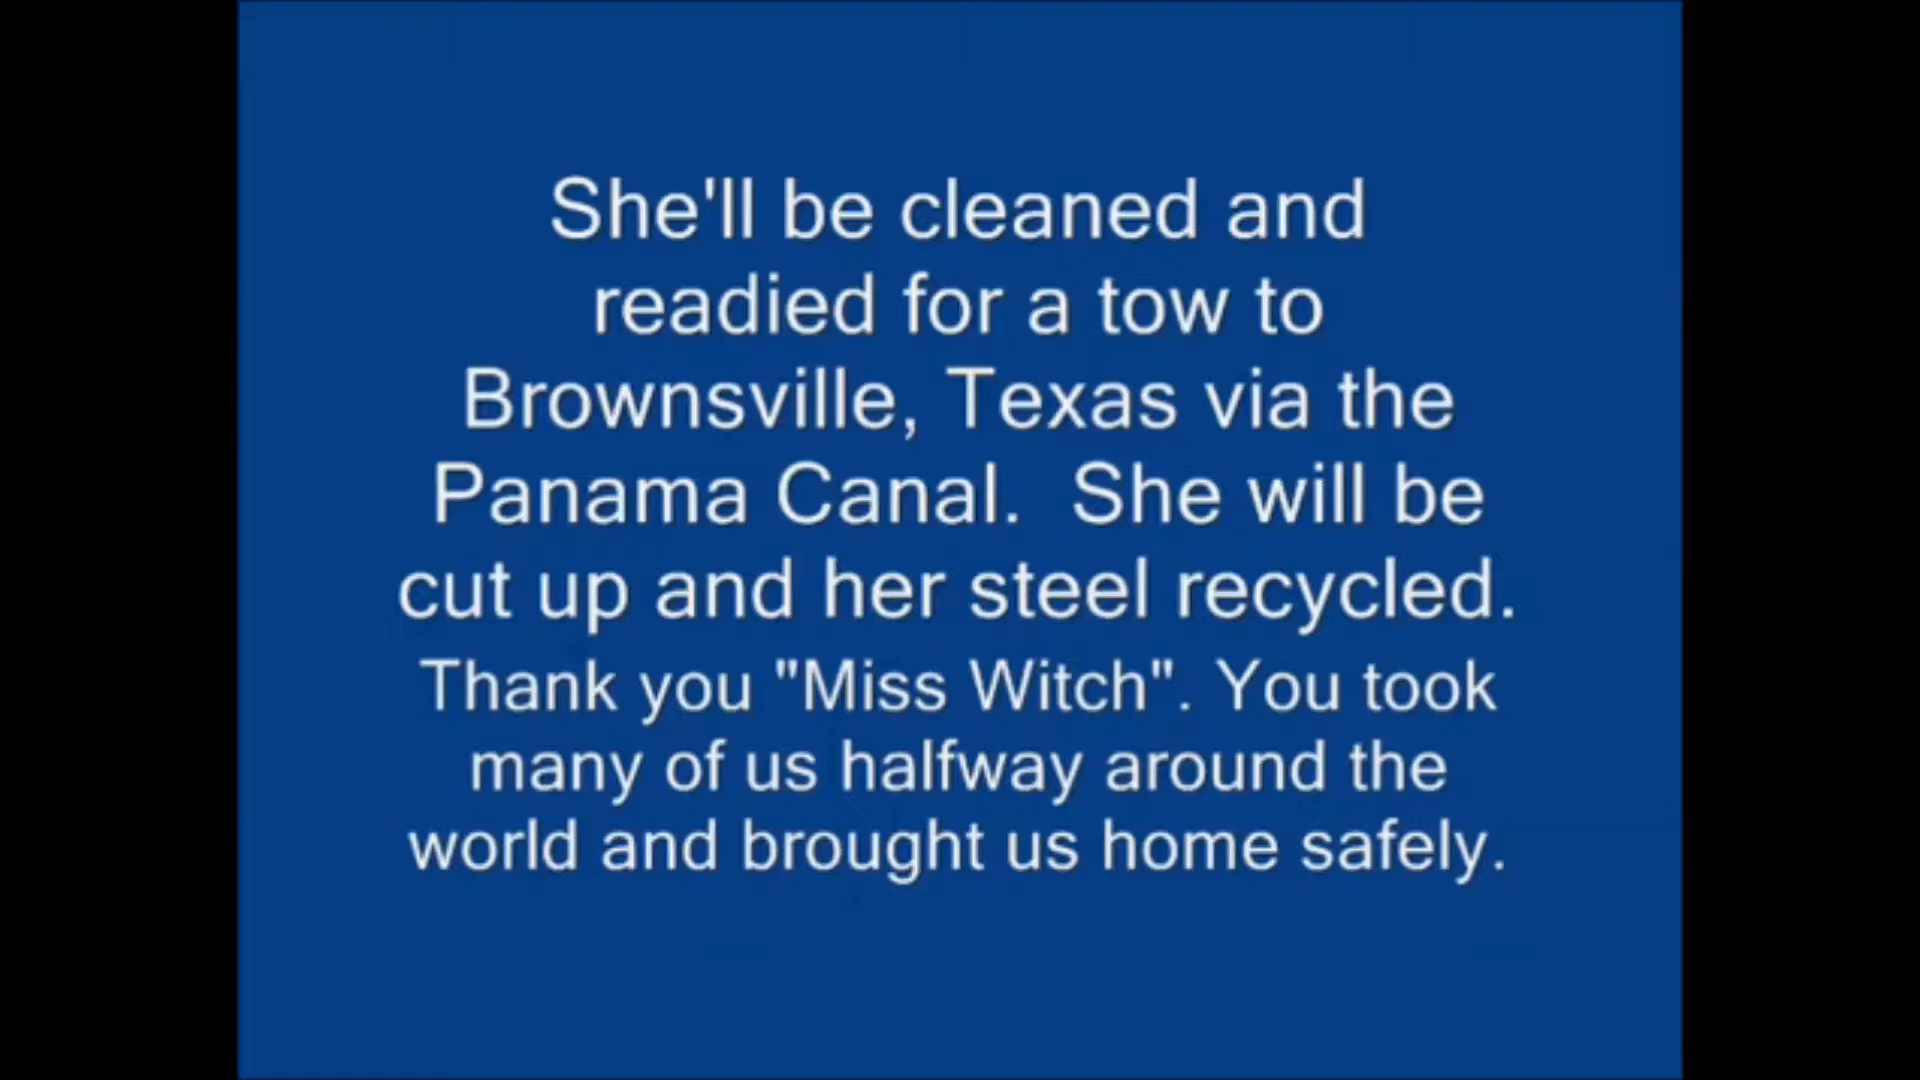 She'll be cleaned and
readied for a tow to
Brownsville, Texas via the
Panama Canal.  She will be
cut up and her steel recycled.
Thank you "Miss Witch". You took
many of us halfway around the
world and brought us home safely.